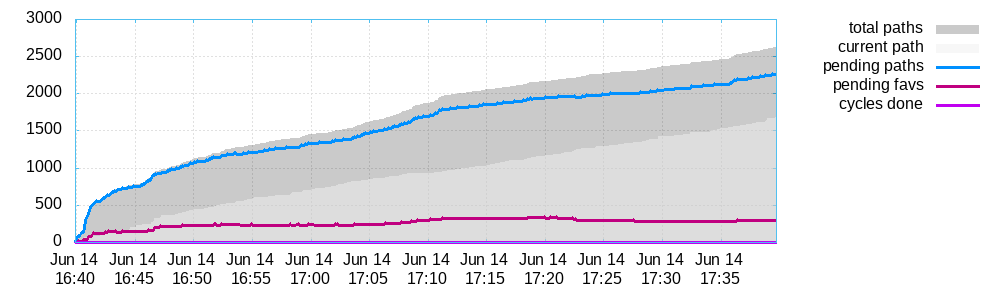 3000
2500
2000
1500
1000
500
0
Jun 14 Jun 14 Jun 14 Jun 14 Jun 14 Jun 14 Jun 14 Jun 14 Jun 14 Jun 14 Jun 14 Jun 14
16:40 16:45 16:50 16:55 17:00 17:05 17:10 17:15 17:20 17:25 17:30 17:35
total paths
current path
pending paths
pending favs
cycles done